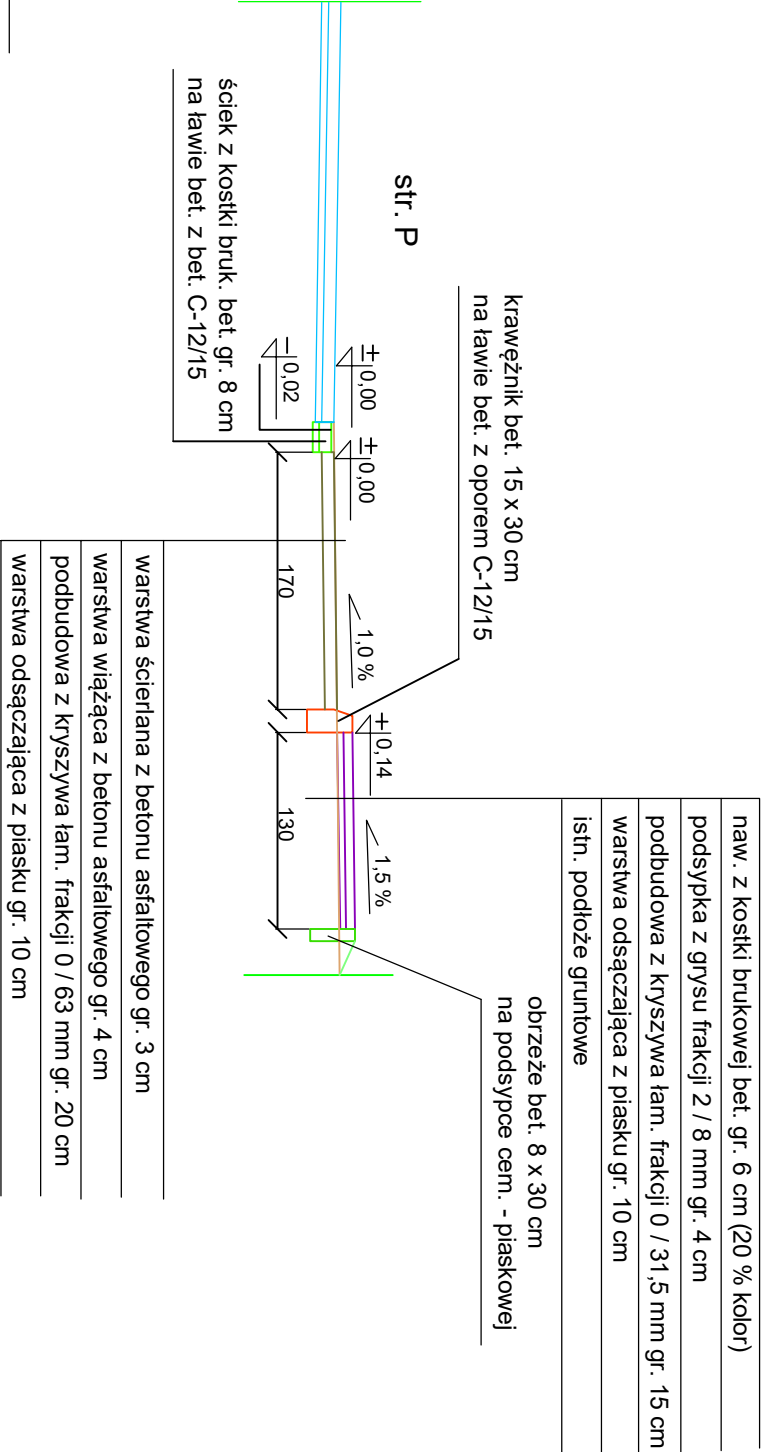 naw. z kostki brukowej bet. gr. 6 cm (20 % kolor)
podsypka z grysu frakcji 2 / 8 mm gr. 4 cm
podbudowa z kryszywa łam. frakcji 0 / 31,5 mm gr. 15 cm
warstwa odsączająca z piasku gr. 10 cm
istn. podłoże gruntowe
krawężnik bet. 15 x 30 cm
na ławie bet. z oporem C-12/15
obrzeże bet. 8 x 30 cm
na podsypce cem. - piaskowej
str. P
±0,00
±0,00
1,0 %
+0,14
1,5 %
-0,02
170
130
ściek z kostki bruk. bet. gr. 8 cm
na ławie bet. z bet. C-12/15
warstwa ścierlana z betonu asfaltowego gr. 3 cm
warstwa wiążąca z betonu asfaltowego gr. 4 cm
podbudowa z kryszywa łam. frakcji 0 / 63 mm gr. 20 cm
warstwa odsączająca z piasku gr. 10 cm